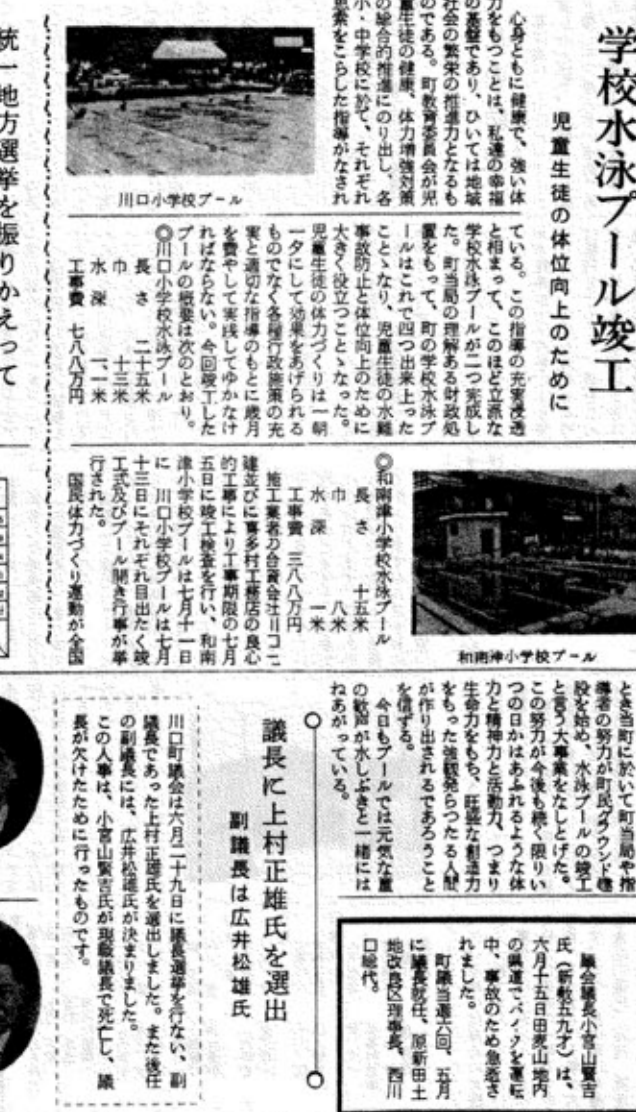 学校水泳プール竣工
児童生徒の体位向上のために
心身ともに健康で、強い体
力をもつことは、私達の幸福
の基盤であり、ひいては地域
社会の繁栄の推進力となるも
のである。町教育委員会が児
童生徒の健康、体力増強対策
の総合的推進にのり出し、各
小・中学校に於て、それぞれ
思索をこらした指導がなされ
川口小学校プール
ている。この指導の充実浸透
と相まって、このほど立派な
学校水泳プールが二つ完成し
た。町当局の理解ある財政処
置をもって、町の学校水泳プ
ールはこれで四つ出来上った
ことゝなり、児童生徒の水難
事故防止と体位向上のために
大きく役立つことゝなった。
児童生徒の体力づくりは一朝
一夕にして効果をあげられる
ものでなく各種行政施策の充
実と適切な指導のもとに歳月
を費やして実践してゆかなけ
ればならない。今回竣工した
プールの概要は次のとおり。
◎川口小学校水泳プール
長さ 二十五米
巾 十三米
水深 一、一米
工事費 七八八万円
和南津小学校プール
◎和南津小学校水泳プール
長さ 十五米
巾 八米
水深 一米
工事費 三八八万円
施工業者の合資会社
建並びに喜多村工務店の良心
的工事により工事期限の七月
五日に竣工検査を行い、和南
津小学校プールは七月十一日
に 川口小学校プールは七月
十三日にそれぞれ目出たく竣
工式及びプール開き行事が挙
行された。
国民体力づくり運動が全国
とき当町に於いて町当局や指
導者の努力が町民グラウンド建
設を始め、水泳プールの竣工
と言う大事業をなしとげた。
この努力が今後も続く限りい
つの日かはあふれるような体
力と精神力と活動力、つまり
生命力をもち、旺盛な創造力
をもった強靱発らつたる人間
が作り出されるであろうこと
を信ずる。
今日もプールでは元気な童
の歓声が水しぶきと一緒には
ねあがっている。
議長に上村正雄氏を選出
副議長は広井松雄氏
川口町議会は六月二十九日に議長選挙を行ない、副
議長であった上村正雄氏を選出しました。また後任
の副議長には、広井松雄氏が決まりました。
この人事は、小宮山賢吉氏が現職議長で死亡し、議
長が欠けたために行ったものです。
議会議長小宮山賢吉
氏（新敷五九才）は、
六月十五日田麦山地内
の県道でバイクを運転
中、事故のため急逝さ
れました。
町議当選六回、五月
に議長就任、原新田土
地改良区理事長、西川
口総代。
統一地方選挙を振りかえって